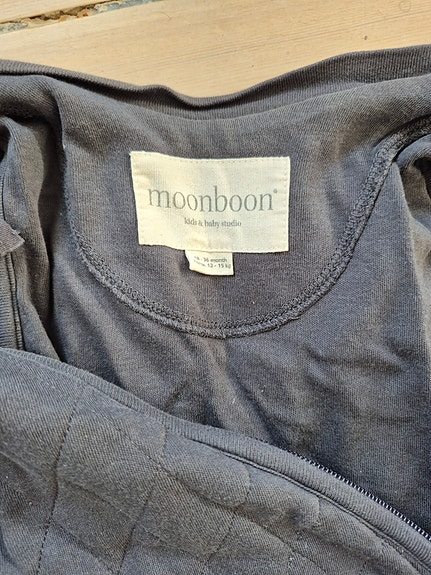 moonboon®
kids & baby studio
36 month
12 - 15 kg